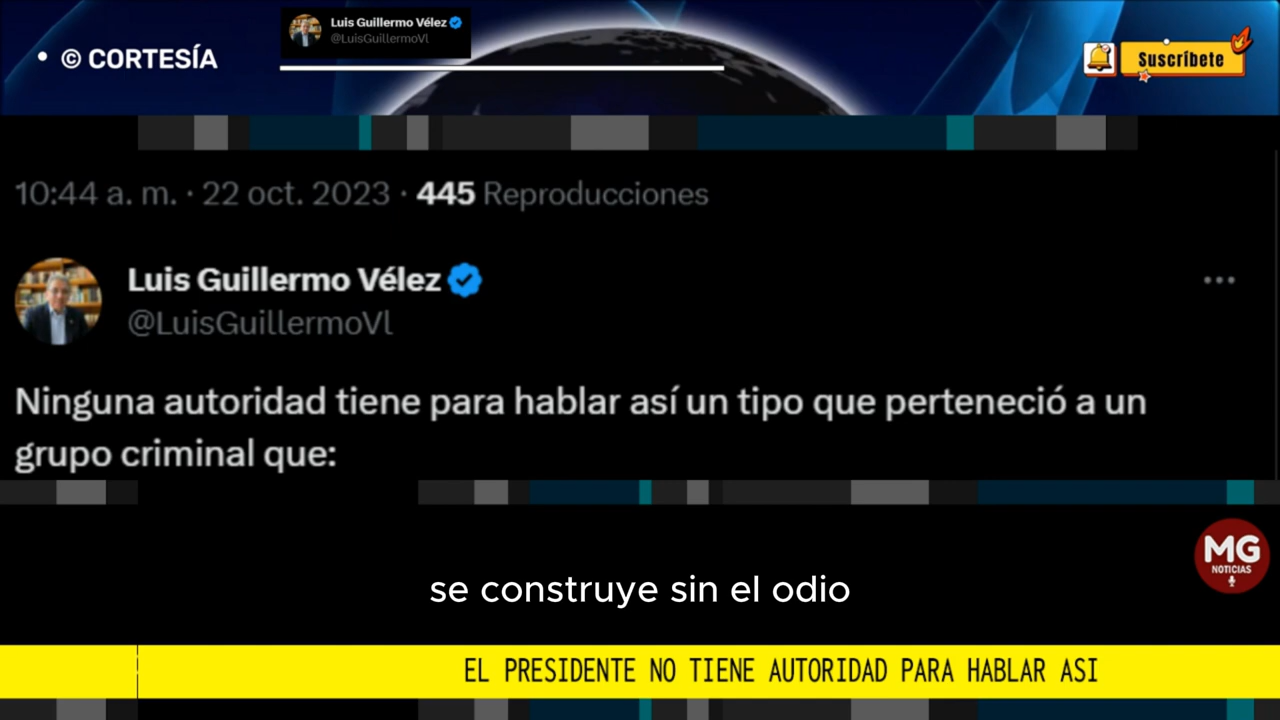 • © CORTESÍA
Luis Guillermo Vélez
@LuisGuillermoVl
Suscríbete
10:44 a. m. · 22 oct. 2023 · 445 Reproducciones
Luis Guillermo Vélez
@LuisGuillermoVl
Ninguna autoridad tiene para hablar así un tipo que perteneció a un
grupo criminal que:
MG
NOTICIAS
se construye sin el odio
EL PRESIDENTE NO TIENE AUTORIDAD PARA HABLAR ASI